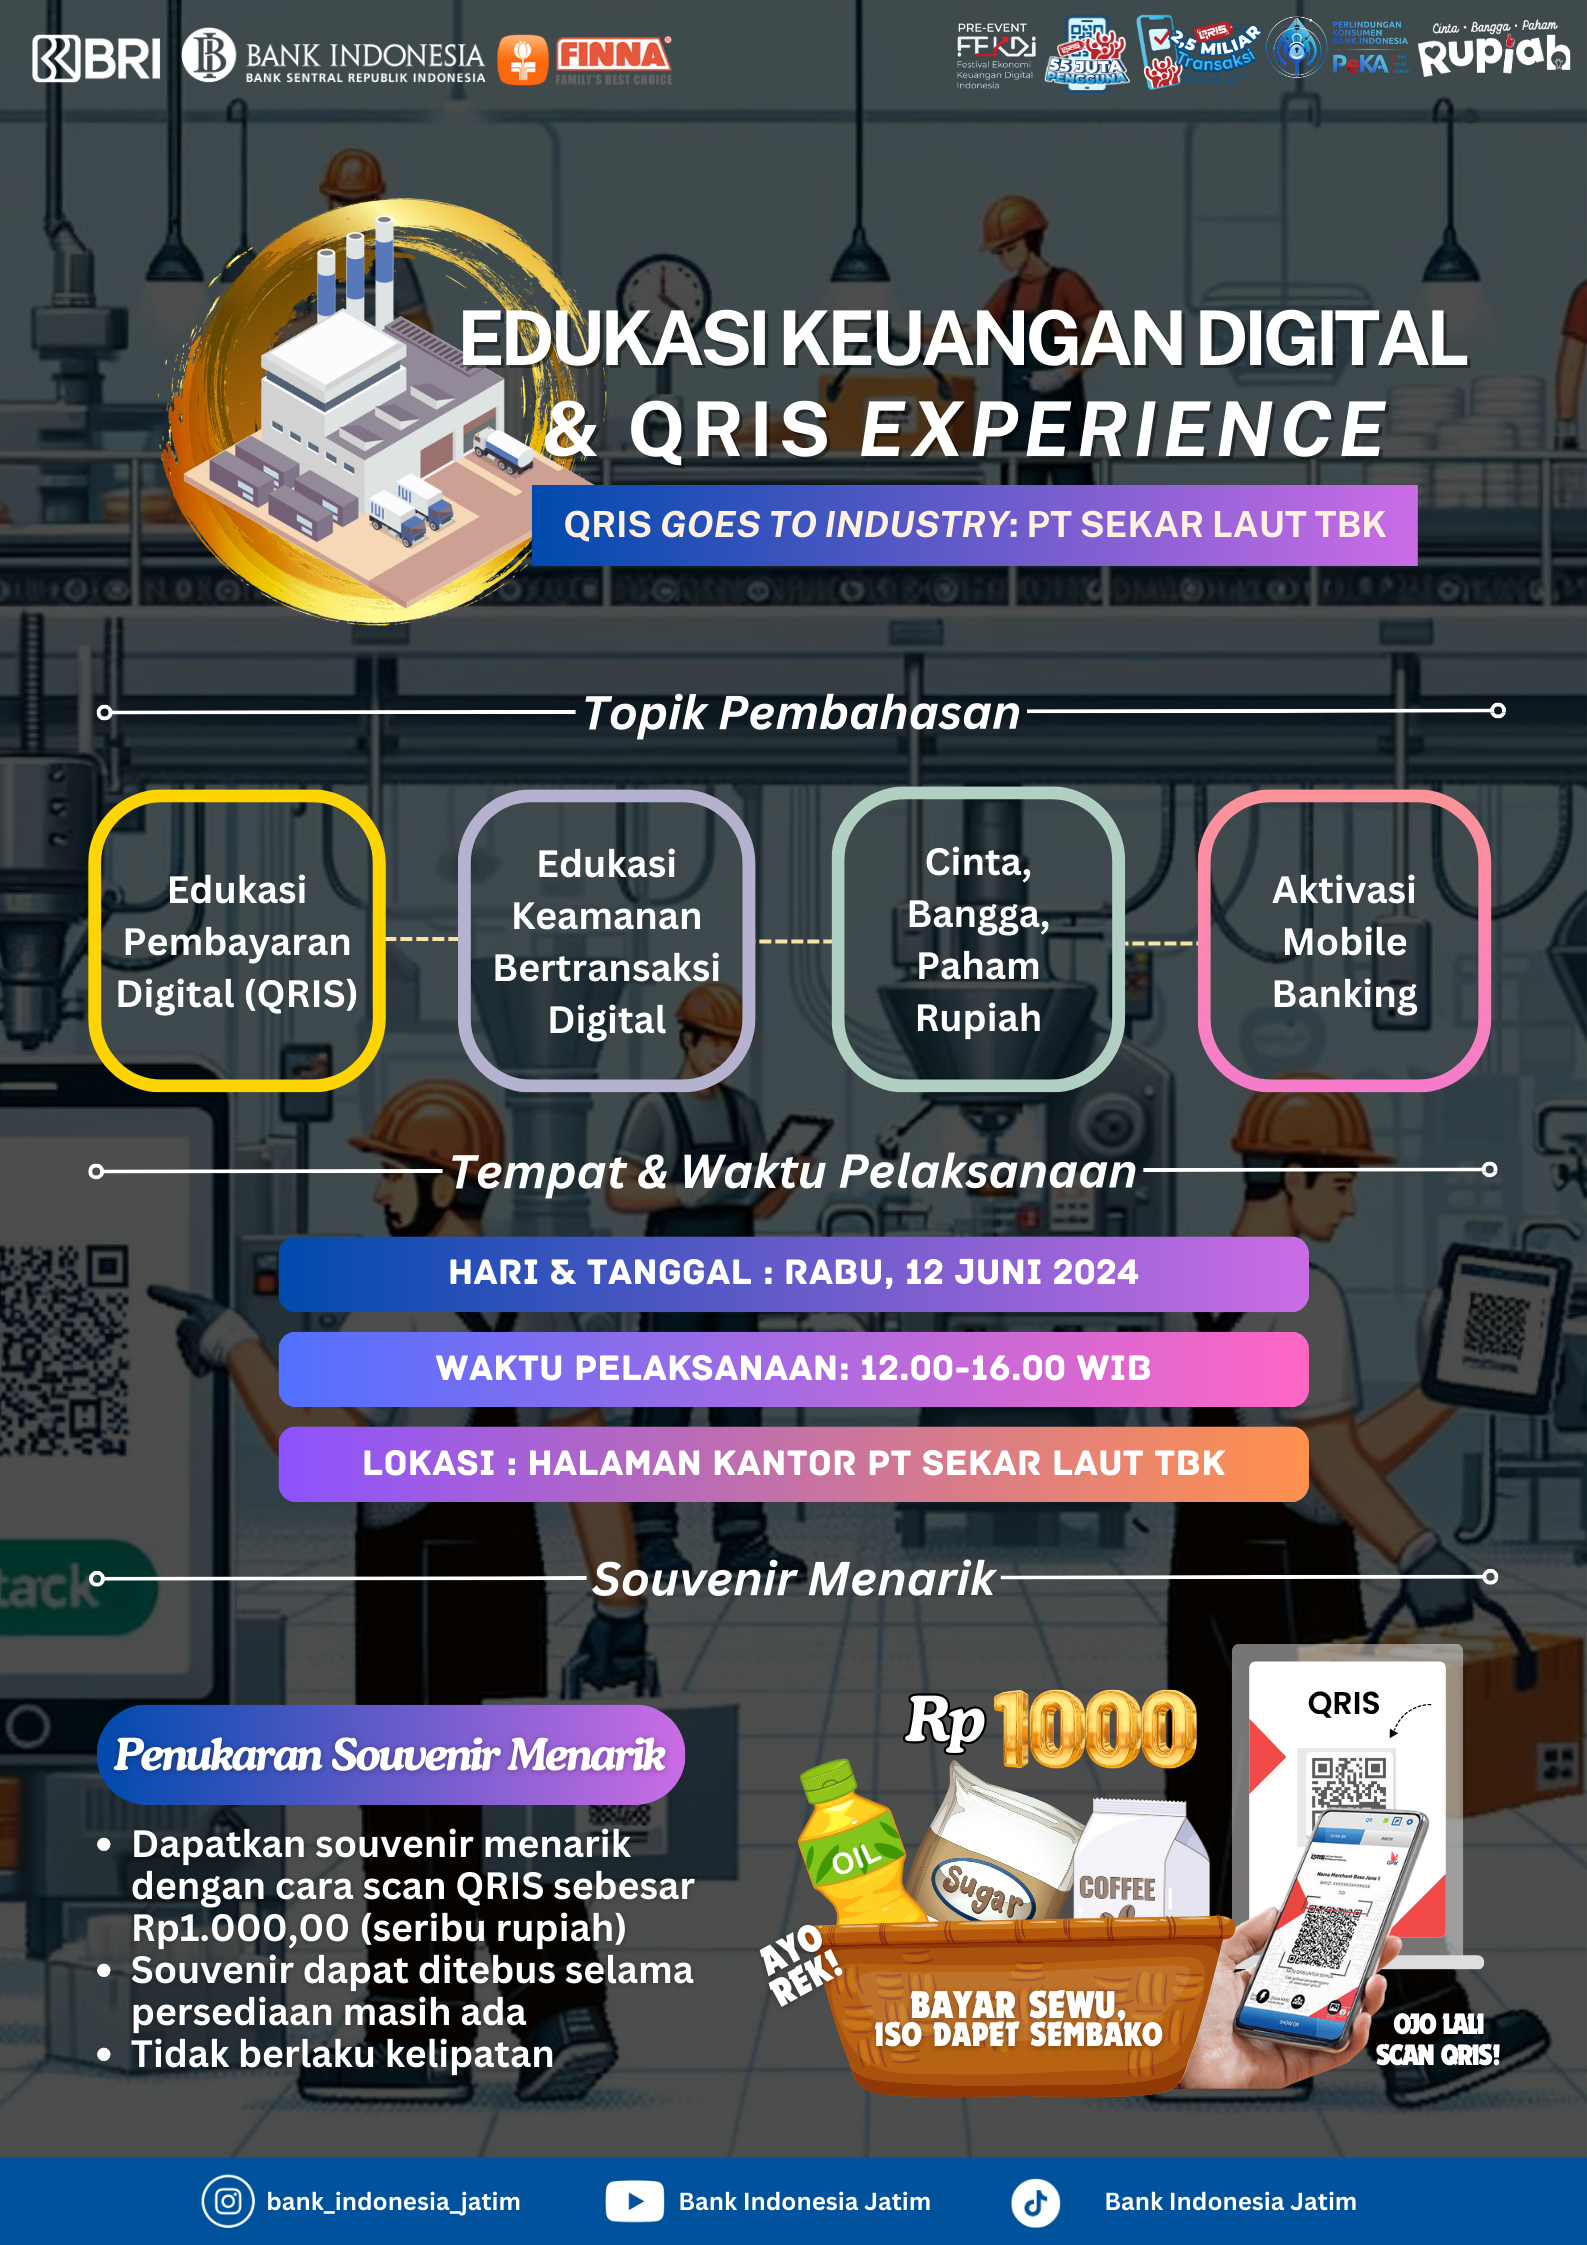 BRI
BANK INDONESIA
BANK SENTRAL REPUBLIK INDONESIA
FINNA
FAMILY'S BEST CHOICE
PRE-EVENT
FEKDI
Festival Ekonomi
Keuangan Digital
Indonesia
QRIS
55 JUTA
PENGGUNA
QRIS
2,5 MILIAR
Transaksi
PERLINDUNGAN
KONSUMEN
BANK INDONESIA
PeKA
Cinta • Bangga • Paham
Rupiah
EDUKASI KEUANGAN DIGITAL
& QRIS EXPERIENCE
QRIS GOES TO INDUSTRY: PT SEKAR LAUT TBK
Topik Pembahasan
Edukasi
Pembayaran
Digital (QRIS)
Edukasi
Keamanan
Bertransaksi
Digital
Cinta,
Bangga,
Paham
Rupiah
Aktivasi
Mobile
Banking
Tempat & Waktu Pelaksanaan
HARI & TANGGAL : RABU, 12 JUNI 2024
WAKTU PELAKSANAAN: 12.00-16.00 WIB
LOKASI : HALAMAN KANTOR PT SEKAR LAUT TBK
tack
Souvenir Menarik
Penukaran Souvenir Menarik
• Dapatkan souvenir menarik
dengan cara scan QRIS sebesar
Rp1.000,00 (seribu rupiah)
• Souvenir dapat ditebus selama
persediaan masih ada
• Tidak berlaku kelipatan
Rp 1000
OIL
Sugar
COFFEE
AYO
REK!
BAYAR SEWU,
ISO DAPET SEMBAKO
QRIS
OJO LALI
SCAN QRIS!
bank_indonesia_jatim
Bank Indonesia Jatim
Bank Indonesia Jatim